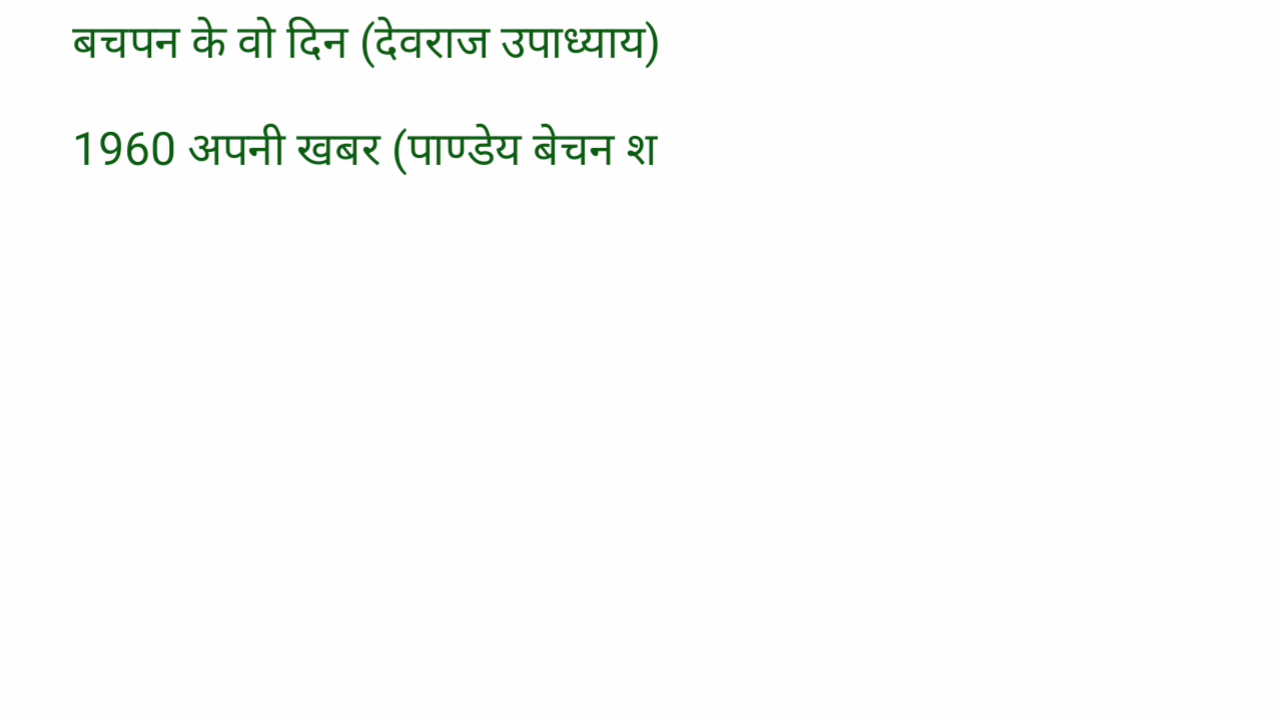 बचपन के वो दिन (देवराज उपाध्याय)
1960 अपनी खबर (पाण्डेय बेचन श